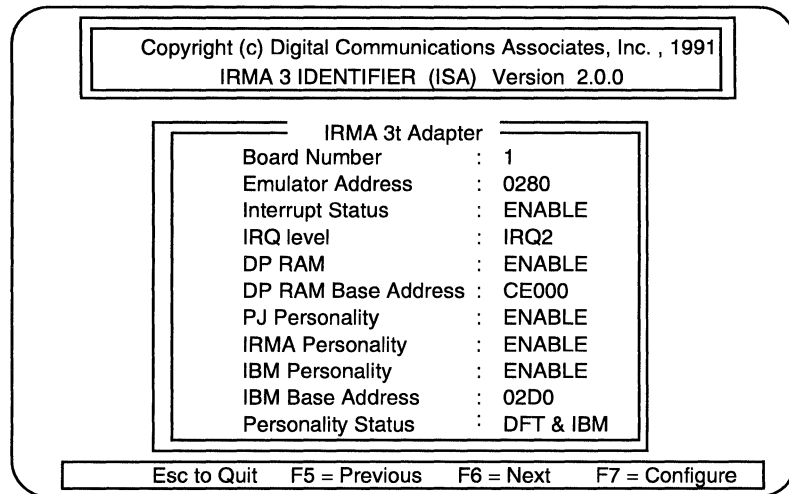 Copyright (c) Digital Communications Associates, Inc. , 1991
IRMA 3 IDENTIFIER (ISA) Version 2.0.0
IRMA 3t Adapter
Board Number : 1
Emulator Address : 0280
Interrupt Status : ENABLE
IRQ level : IRQ2
DP RAM : ENABLE
DP RAM Base Address : CE000
PJ Personality : ENABLE
IRMA Personality : ENABLE
IBM Personality : ENABLE
IBM Base Address : 02D0
Personality Status : DFT & IBM
Esc to Quit F5 = Previous F6 = Next F7 = Configure